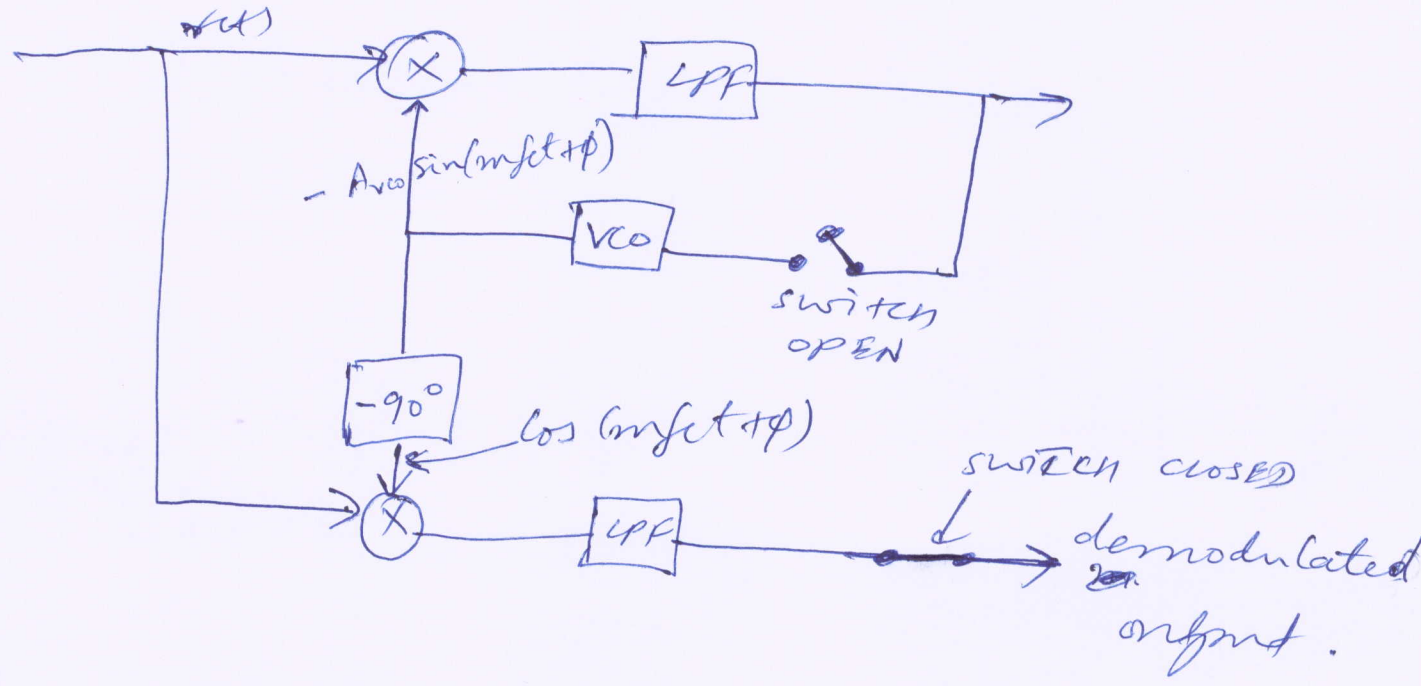 r(t)
×
LPF
- Avco sin(mfct+φ)
VCO
switch
OPEN
-90°
Cos (mfct+φ)
×
LPF
SWITCH CLOSED
demodulated
output.